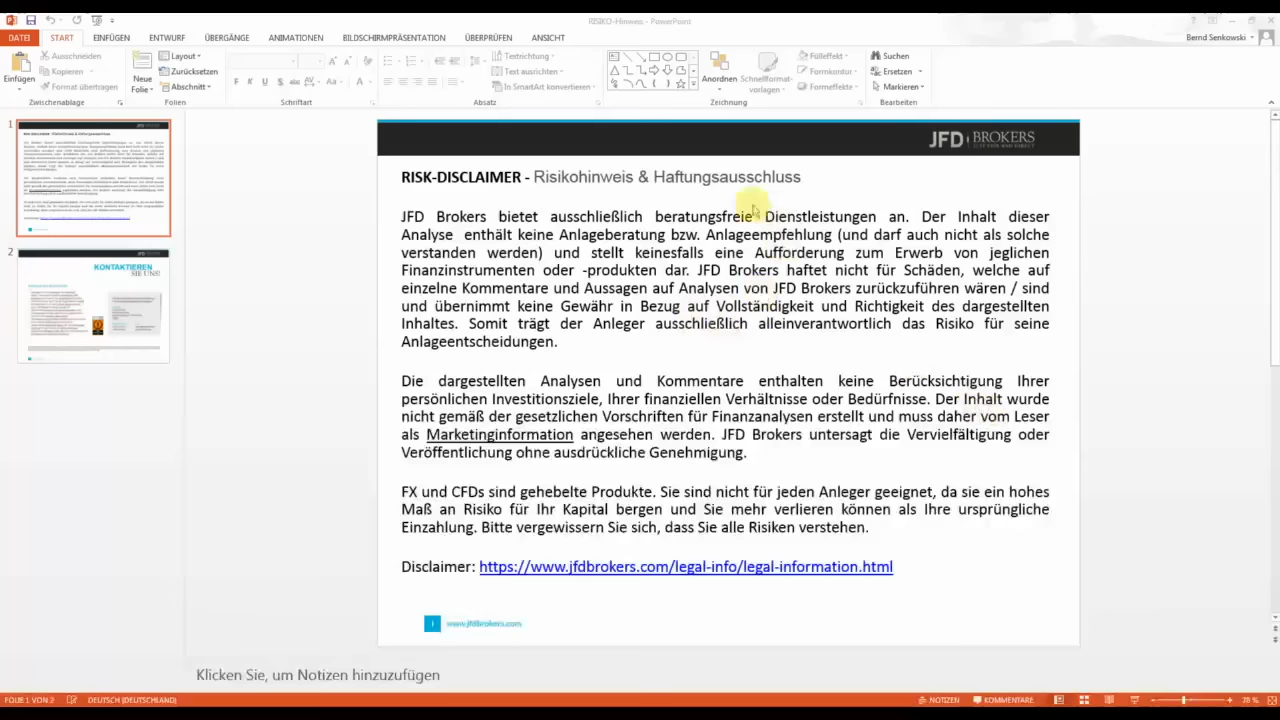 RISIKO-Hinweis - PowerPoint
DATEI START EINFÜGEN ENTWURF ÜBERGÄNGE ANIMATIONEN BILDSCHIRMPRÄSENTATION ÜBERPRÜFEN ANSICHT Bernd Senkowski
Einfügen
Ausschneiden
Kopieren
Format übertragen
Zwischenablage
Neue
Folie
Layout
Zurücksetzen
Abschnitt
Folien
F K U S abc AV Aa A
Schriftart
Textrichtung
Text ausrichten
In SmartArt konvertieren
Absatz
Anordnen
Schnellformat-
vorlagen
Fülleffekt
Formkontur
Formeffekte
Zeichnung
Suchen
Ersetzen
Markieren
Bearbeiten
1
2
KONTAKTIEREN
SIE UNS!
JFD BROKERS
RISK-DISCLAIMER - Risikohinweis & Haftungsausschluss
JFD Brokers bietet ausschließlich beratungsfreie Dienstleistungen an. Der Inhalt dieser
Analyse enthält keine Anlageberatung bzw. Anlageempfehlung (und darf auch nicht als solche
verstanden werden) und stellt keinesfalls eine Aufforderung zum Erwerb von jeglichen
Finanzinstrumenten oder -produkten dar. JFD Brokers haftet nicht für Schäden, welche auf
einzelne Kommentare und Aussagen auf Analysen von JFD Brokers zurückzuführen wären / sind
und übernimmt keine Gewähr in Bezug auf Vollständigkeit und Richtigkeit des dargestellten
Inhaltes. Somit trägt der Anleger ausschließlich alleinverantwortlich das Risiko für seine
Anlageentscheidungen.
Die dargestellten Analysen und Kommentare enthalten keine Berücksichtigung Ihrer
persönlichen Investitionsziele, Ihrer finanziellen Verhältnisse oder Bedürfnisse. Der Inhalt wurde
nicht gemäß der gesetzlichen Vorschriften für Finanzanalysen erstellt und muss daher vom Leser
als Marketinginformation angesehen werden. JFD Brokers untersagt die Vervielfältigung oder
Veröffentlichung ohne ausdrückliche Genehmigung.
FX und CFDs sind gehebelte Produkte. Sie sind nicht für jeden Anleger geeignet, da sie ein hohes
Maß an Risiko für Ihr Kapital bergen und Sie mehr verlieren können als Ihre ursprüngliche
Einzahlung. Bitte vergewissern Sie sich, dass Sie alle Risiken verstehen.
Disclaimer: https://www.jfdbrokers.com/legal-info/legal-information.html
www.jfdbrokers.com
Klicken Sie, um Notizen hinzuzufügen
FOLIE 1 VON 2 DEUTSCH (DEUTSCHLAND) NOTIZEN KOMMENTARE